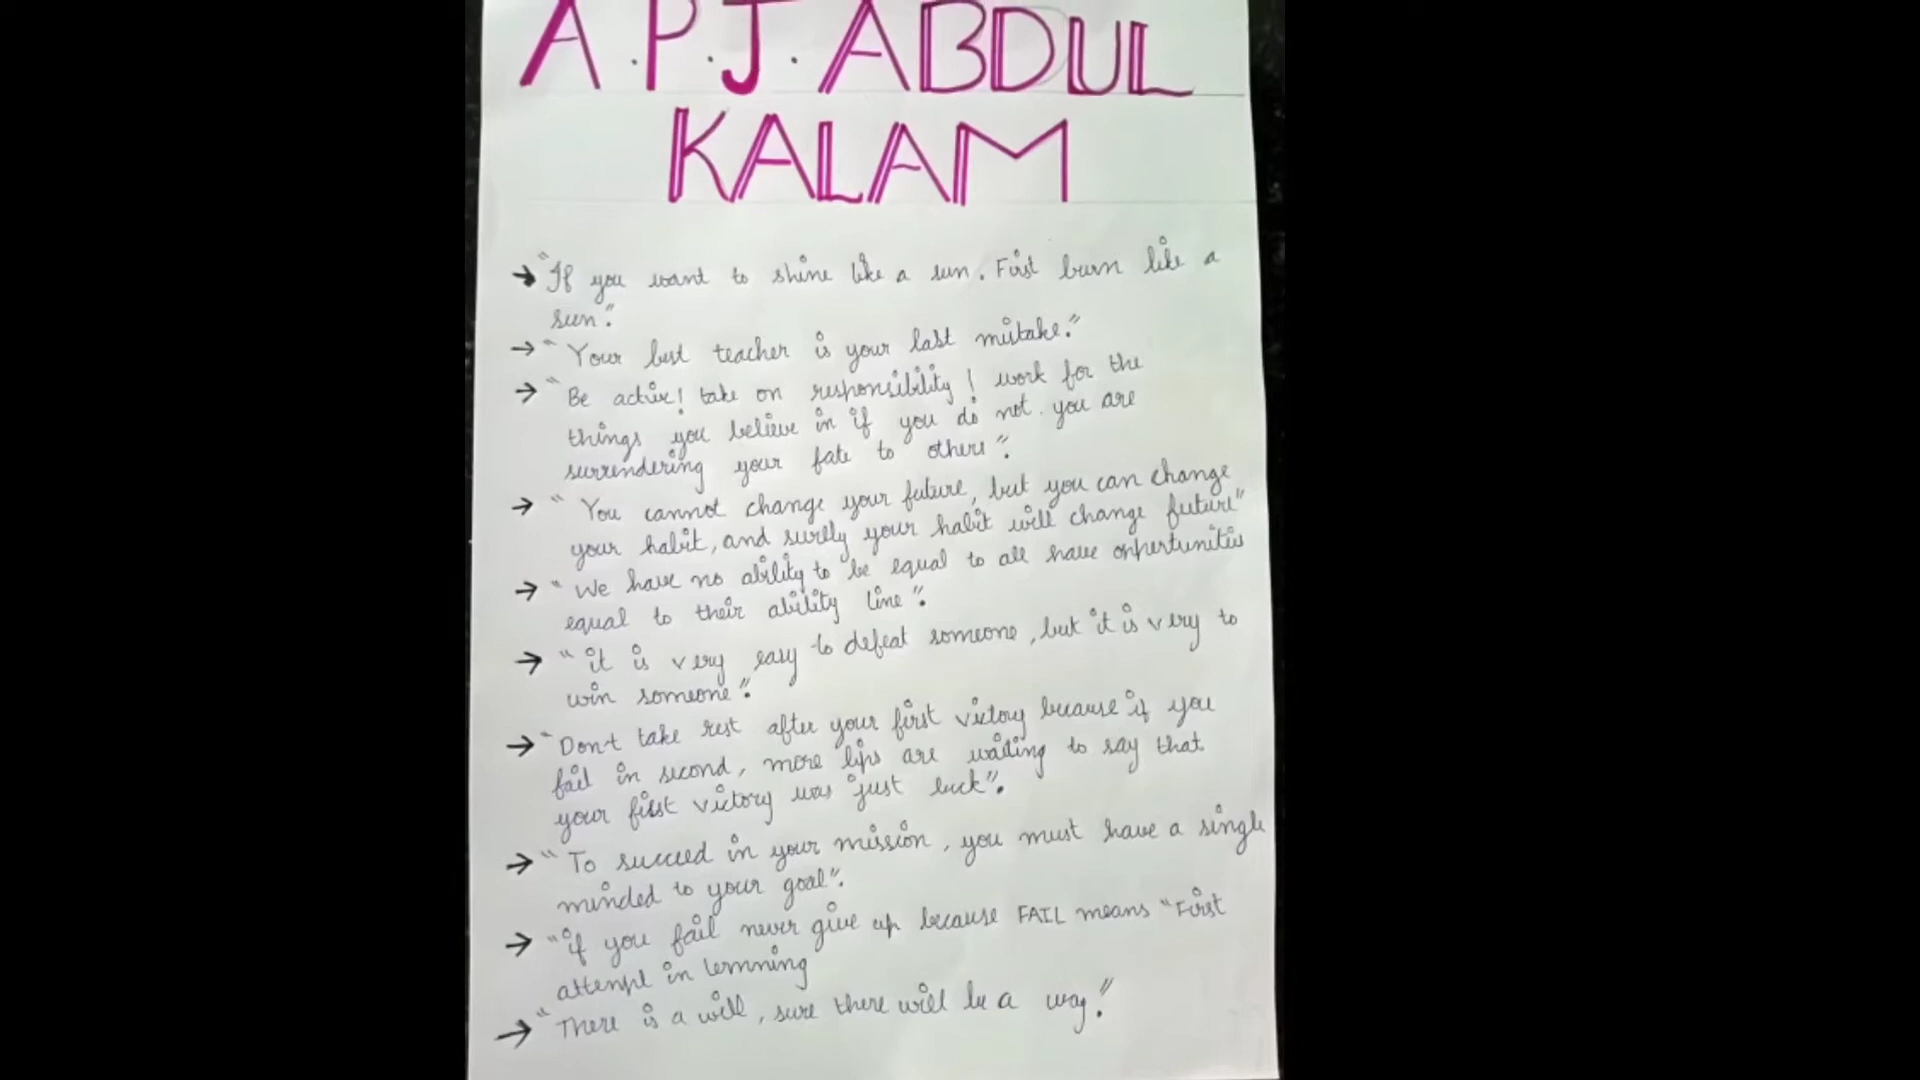 A.P.J. ABDUL
KALAM
→ "If you want to shine like a sun. First burn like a
sun".
→ "Your best teacher is your last mistake."
→ "Be active! take on responsibility! work for the
things you believe in if you do not. you are
surrendering your fate to others".
→ "You cannot change your future, but you can change
your habit, and surely your habit will change future"
→ "We have no ability to be equal to all have oppertunities
equal to their ability line".
→ "it is very easy to defeat someone, but it is very to
win someone".
→ "Don't take rest after your first victory because if you
fail in second, more lips are waiting to say that
your first victory was just luck".
→ "To succeed in your mission, you must have a single
minded to your goal".
→ "if you fail never give up because FAIL means "First
attempt in lernning
→ "There is a will, sure there will be a way."